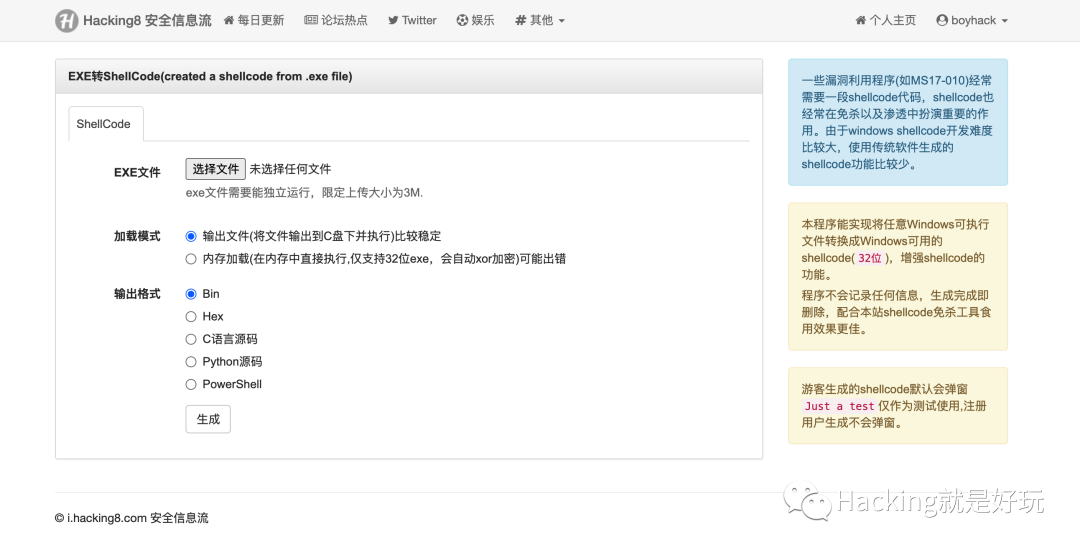 Hacking8 安全信息流 每日更新 论坛热点 Twitter 娱乐 # 其他 个人主页 boyhack
EXE转ShellCode(created a shellcode from .exe file)
ShellCode
EXE文件 选择文件 未选择任何文件
exe文件需要能独立运行，限定上传大小为3M.
加载模式 输出文件(将文件输出到C盘下并执行)比较稳定
内存加载(在内存中直接执行,仅支持32位exe，会自动xor加密)可能出错
输出格式 Bin
Hex
C语言源码
Python源码
PowerShell
生成
一些漏洞利用程序(如MS17-010)经常
需要一段shellcode代码，shellcode也
经常在免杀以及渗透中扮演重要的作
用。由于windows shellcode开发难度
比较大，使用传统软件生成的
shellcode功能比较少。
本程序能实现将任意Windows可执行
文件转换成Windows可用的
shellcode( 32位 )，增强shellcode的
功能。
程序不会记录任何信息，生成完成即
删除，配合本站shellcode免杀工具食
用效果更佳。
游客生成的shellcode默认会弹窗
Just a test 仅作为测试使用,注册
用户生成不会弹窗。
© i.hacking8.com 安全信息流
Hacking就是好玩